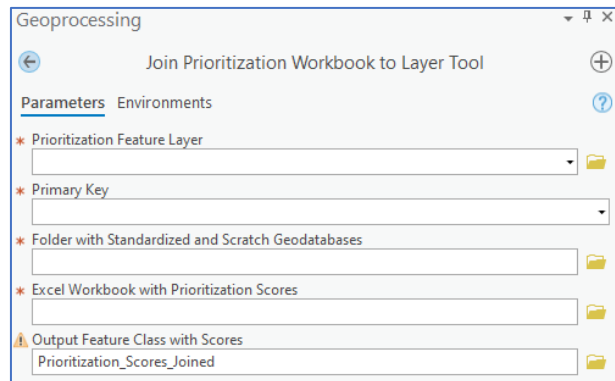 Geoprocessing
Join Prioritization Workbook to Layer Tool
Parameters Environments
* Prioritization Feature Layer
* Primary Key
* Folder with Standardized and Scratch Geodatabases
* Excel Workbook with Prioritization Scores
Output Feature Class with Scores
Prioritization_Scores_Joined